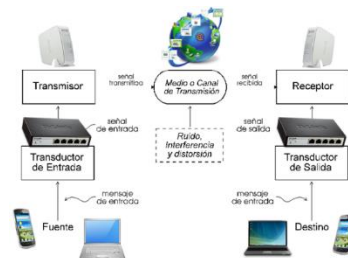 Transmisor
señal
transmitida
Medio o Canal
de Transmisión
señal
recibida
Receptor
señal
de entrada
Ruido,
Interferencia
y distorsión
señal
de salida
Transductor
de Entrada
Transductor
de Salida
mensaje
de entrada
mensaje
de entrada
Fuente
Destino